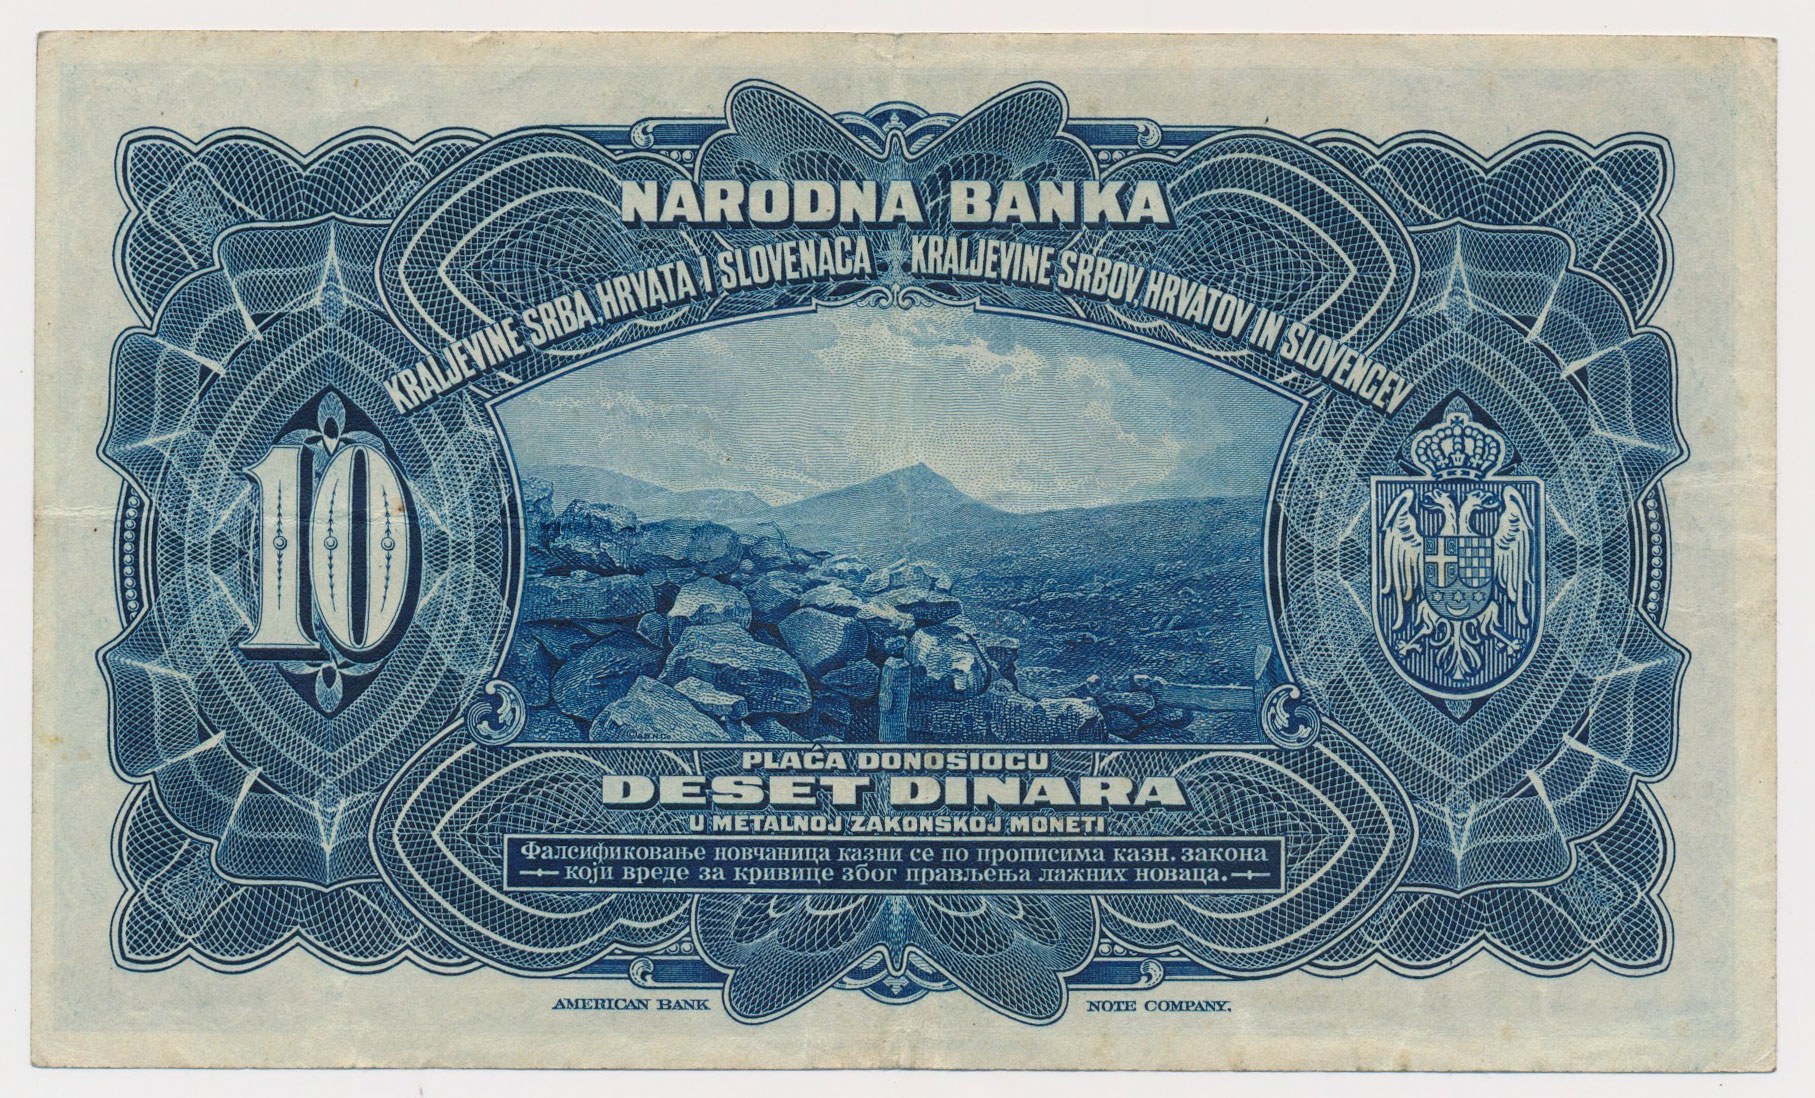 NARODNA BANKA
KRALJEVINE SRBA, HRVATA I SLOVENACA
KRALJEVINE SRBOV, HRVATOV IN SLOVENCEV
10
PLAĆA DONOSIOCU
DESET DINARA
U METALNOJ ZAKONSKOJ MONETI
Фалсификовање новчаница казни се по прописима казн. закона
који вреде за кривице због прављења лажних новаца.
AMERICAN BANK NOTE COMPANY.